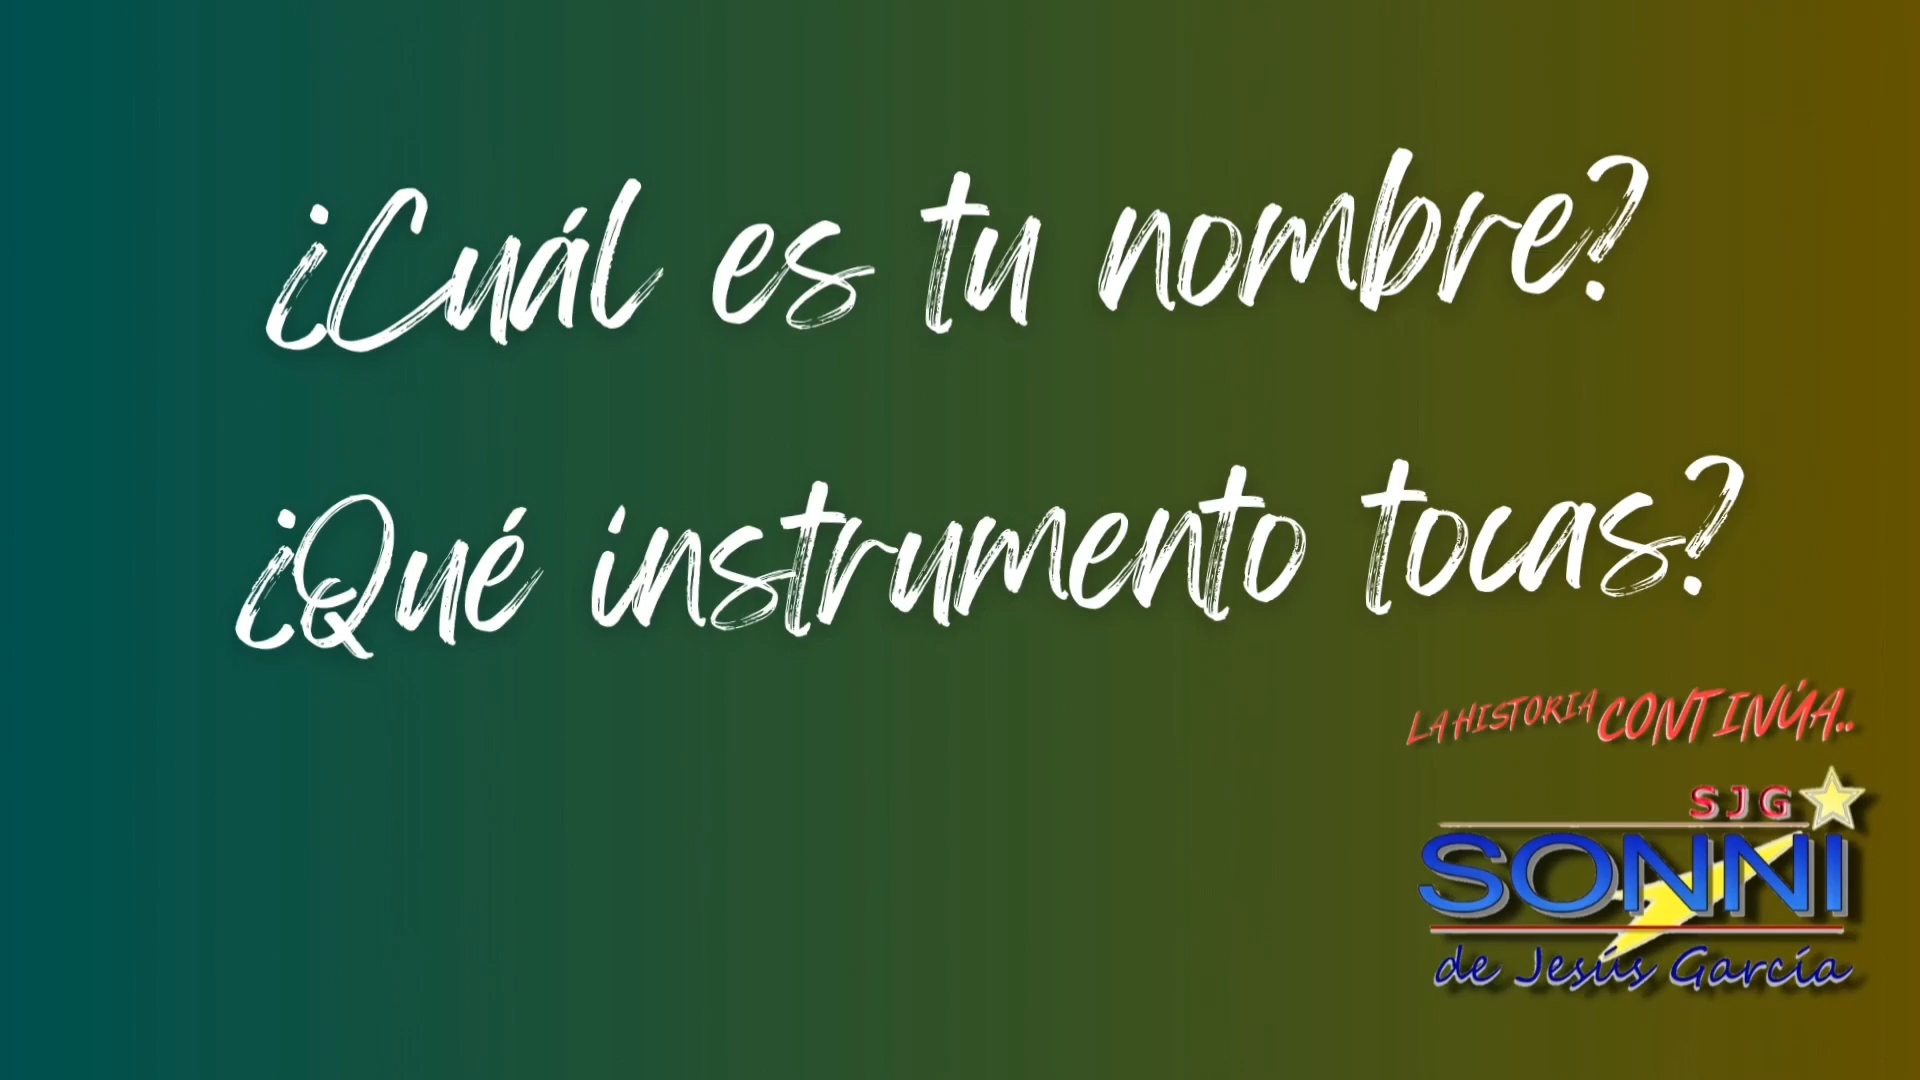 ¿Cuál es tu nombre?
¿Qué instrumento tocas?
LA HISTORIA CONTINÚA..
SJG
SONNI
de Jesús García